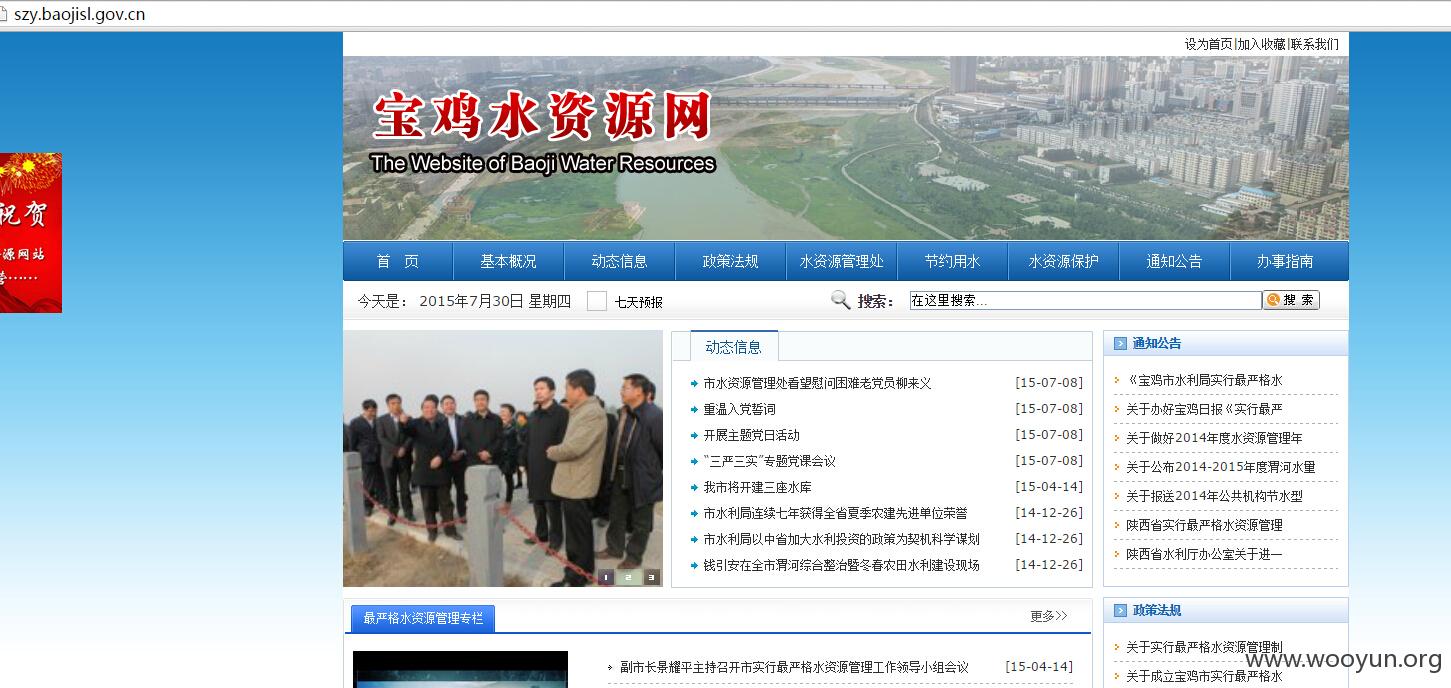 szy.baojisl.gov.cn
设为首页|加入收藏|联系我们
宝鸡水资源网
The Website of Baoji Water Resources
祝贺
源网站
首 页 基本概况 动态信息 政策法规 水资源管理处 节约用水 水资源保护 通知公告 办事指南
今天是： 2015年7月30日 星期四 七天预报 搜索： 在这里搜索... 搜 索
动态信息
市水资源管理处看望慰问困难老党员柳来义 [15-07-08]
重温入党誓词 [15-07-08]
开展主题党日活动 [15-07-08]
“三严三实”专题党课会议 [15-07-08]
我市将开建三座水库 [15-04-14]
市水利局连续七年获得全省夏季农建先进单位荣誉 [14-12-26]
市水利局以中省加大水利投资的政策为契机科学谋划 [14-12-26]
钱引安在全市渭河综合整治暨冬春农田水利建设现场 [14-12-26]
1 2 3
通知公告
《宝鸡市水利局实行最严格水
关于办好宝鸡日报《实行最严
关于做好2014年度水资源管理年
关于公布2014-2015年度渭河水量
关于报送2014年公共机构节水型
陕西省实行最严格水资源管理
陕西省水利厅办公室关于进一
最严格水资源管理专栏 更多>>
副市长景耀平主持召开市实行最严格水资源管理工作领导小组会议 [15-04-14]
政策法规
关于实行最严格水资源管理制
关于成立宝鸡市实行最严格水
www.wooyun.org